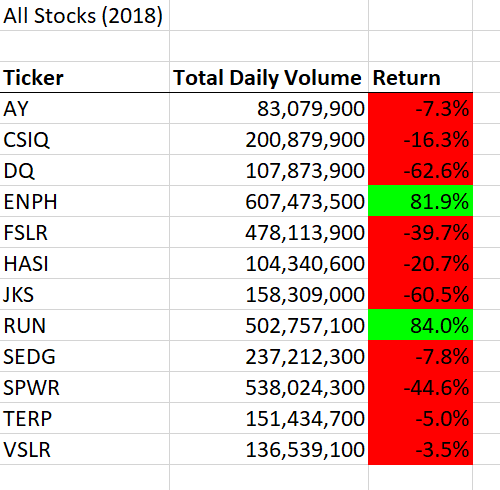 All Stocks (2018)
Ticker Total Daily Volume Return
AY 83,079,900 -7.3%
CSIQ 200,879,900 -16.3%
DQ 107,873,900 -62.6%
ENPH 607,473,500 81.9%
FSLR 478,113,900 -39.7%
HASI 104,340,600 -20.7%
JKS 158,309,000 -60.5%
RUN 502,757,100 84.0%
SEDG 237,212,300 -7.8%
SPWR 538,024,300 -44.6%
TERP 151,434,700 -5.0%
VSLR 136,539,100 -3.5%